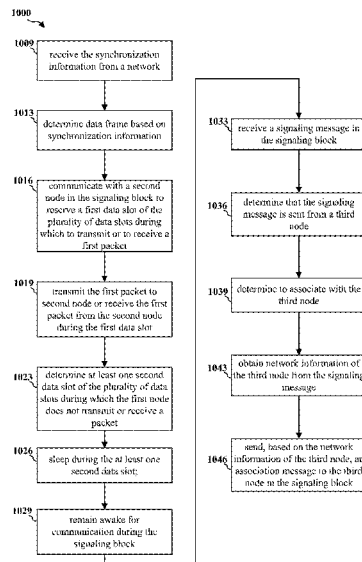 1000
1009
receive the synchronization
information from a network
1013
determine data frame based on
synchronization information
1016
communicate with a second
node in the signaling block to
reserve a first data slot of the
plurality of data slots during
which to transmit or to receive
a first packet
1019
transmit the first packet to
second node or receive the first
packet from the second node
during the first data slot
1023
determine at least one second
data slot of the plurality of data
slots during which the first node
does not transmit or receive a
packet
1026
sleep during the at least one
second data slot;
1029
remain awake for
communication during the
signaling block
1033
receive a signaling message in
the signaling block
1036
determine that the signaling
message is sent from a third
node
1039
determine to associate with the
third node
1043
obtain network information of
the third node from the signaling
message
1046
send, based on the network
information of the third node, an
association message to the third
node in the signaling block